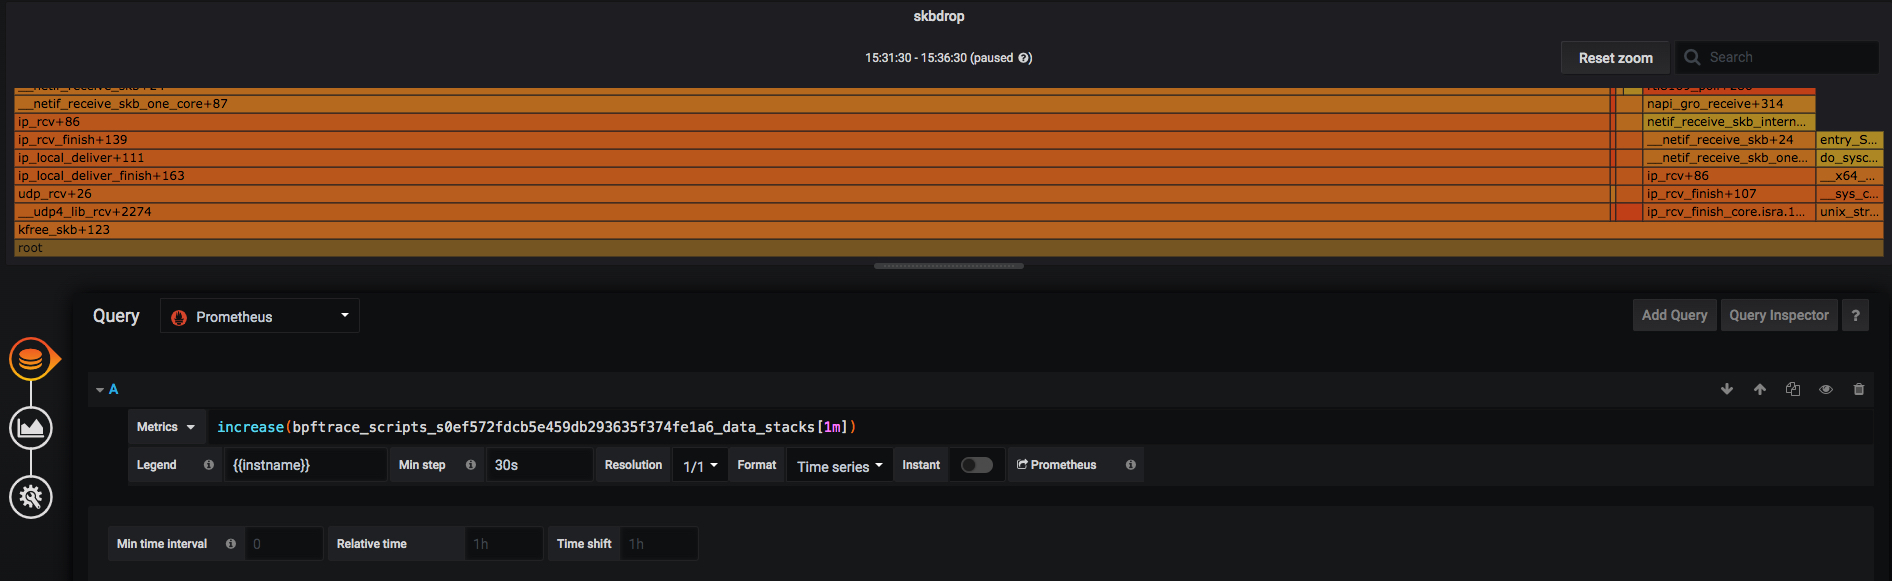 skbdrop
15:31:30 - 15:36:30 (paused ?)
Reset zoom
Search
__netif_receive_skb+24
__netif_receive_skb_one_core+87
napi_gro_receive+314
ip_rcv+86
netif_receive_skb_intern...
ip_rcv_finish+139
__netif_receive_skb+24
entry_S...
ip_local_deliver+111
__netif_receive_skb_one...
do_sysc...
ip_local_deliver_finish+163
ip_rcv+86
__x64_...
udp_rcv+26
ip_rcv_finish+107
__sys_c...
__udp4_lib_rcv+2274
ip_rcv_finish_core.isra.1...
unix_str...
kfree_skb+123
root
Query
Prometheus
Add Query
Query Inspector
?
A
Metrics
increase(bpftrace_scripts_s0ef572fdcb5e459db293635f374fe1a6_data_stacks[1m])
Legend
{{instname}}
Min step
30s
Resolution
1/1
Format
Time series
Instant
Prometheus
Min time interval
0
Relative time
1h
Time shift
1h